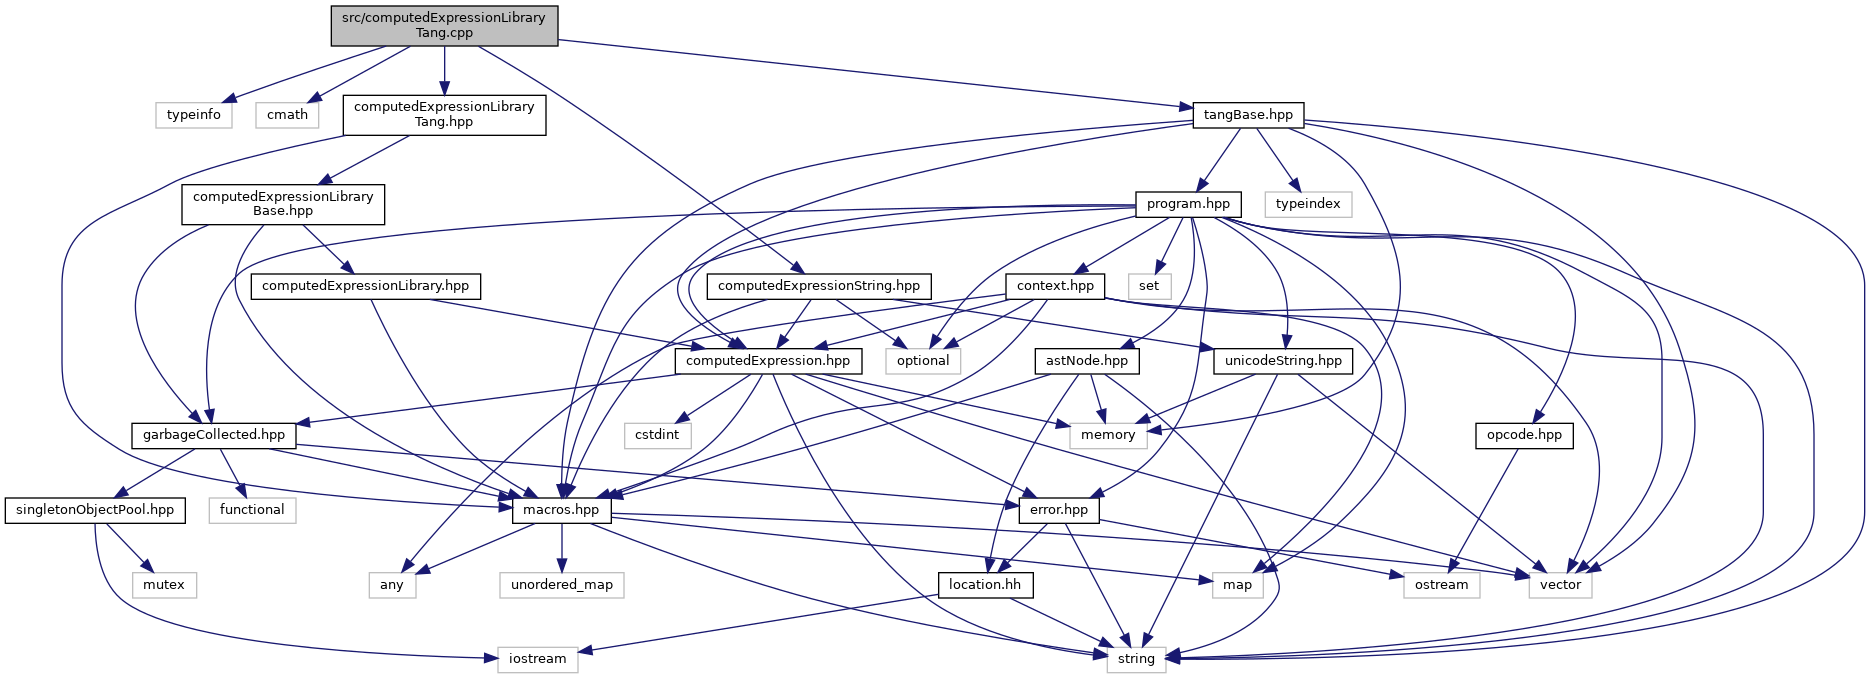 src/computedExpressionLibrary
Tang.cpp
typeinfo
cmath
computedExpressionLibrary
Tang.hpp
tangBase.hpp
computedExpressionLibrary
Base.hpp
program.hpp
typeindex
computedExpressionLibrary.hpp
computedExpressionString.hpp
context.hpp
set
computedExpression.hpp
optional
astNode.hpp
unicodeString.hpp
garbageCollected.hpp
cstdint
memory
opcode.hpp
singletonObjectPool.hpp
functional
macros.hpp
error.hpp
mutex
any
unordered_map
location.hh
map
ostream
vector
iostream
string